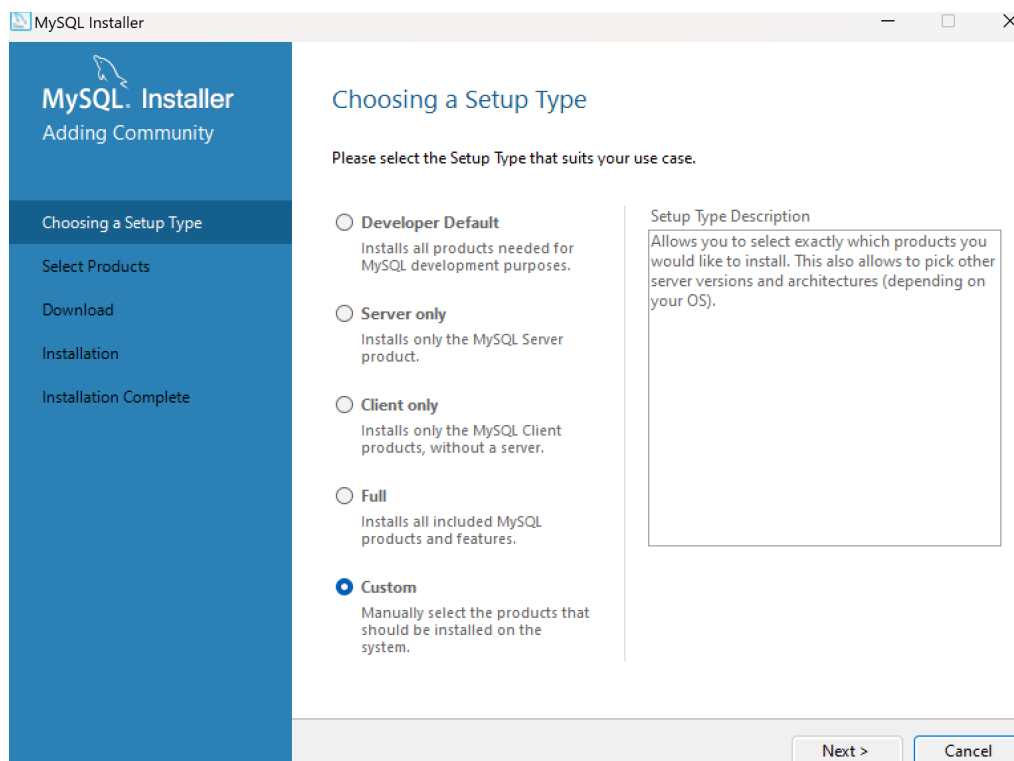 MySQL Installer
MySQL. Installer
Adding Community
Choosing a Setup Type
Select Products
Download
Installation
Installation Complete
Choosing a Setup Type
Please select the Setup Type that suits your use case.
Developer Default
Installs all products needed for
MySQL development purposes.
Server only
Installs only the MySQL Server
product.
Client only
Installs only the MySQL Client
products, without a server.
Full
Installs all included MySQL
products and features.
Custom
Manually select the products that
should be installed on the
system.
Setup Type Description
Allows you to select exactly which products you
would like to install. This also allows to pick other
server versions and architectures (depending on
your OS).
Next >
Cancel